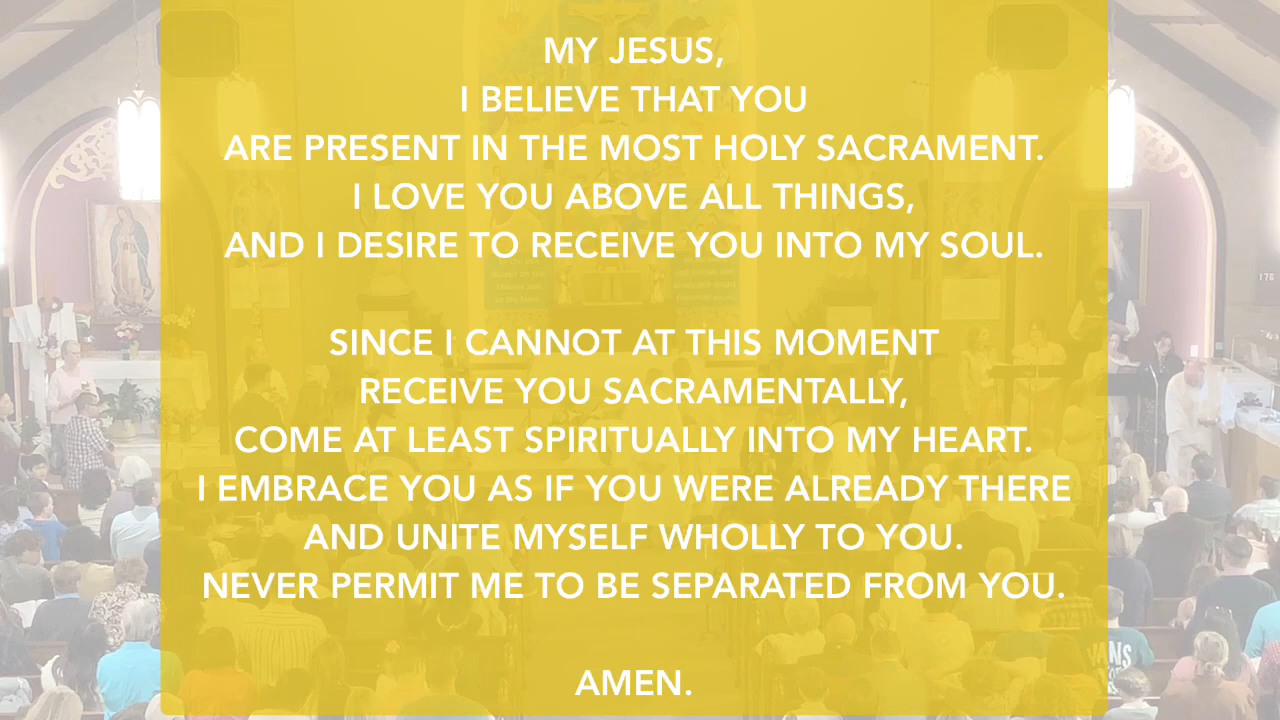 MY JESUS,
I BELIEVE THAT YOU
ARE PRESENT IN THE MOST HOLY SACRAMENT.
I LOVE YOU ABOVE ALL THINGS,
AND I DESIRE TO RECEIVE YOU INTO MY SOUL.
SINCE I CANNOT AT THIS MOMENT
RECEIVE YOU SACRAMENTALLY,
COME AT LEAST SPIRITUALLY INTO MY HEART.
I EMBRACE YOU AS IF YOU WERE ALREADY THERE
AND UNITE MYSELF WHOLLY TO YOU.
NEVER PERMIT ME TO BE SEPARATED FROM YOU.
AMEN.
176
VANS